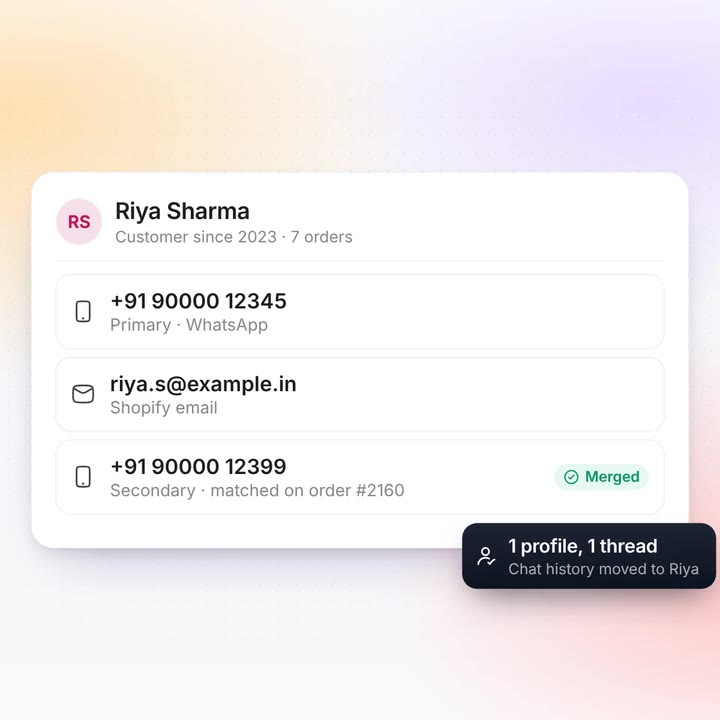 RS
Riya Sharma
Customer since 2023 · 7 orders
+91 90000 12345
Primary · WhatsApp
riya.s@example.in
Shopify email
+91 90000 12399
Secondary · matched on order #2160
Merged
1 profile, 1 thread
Chat history moved to Riya